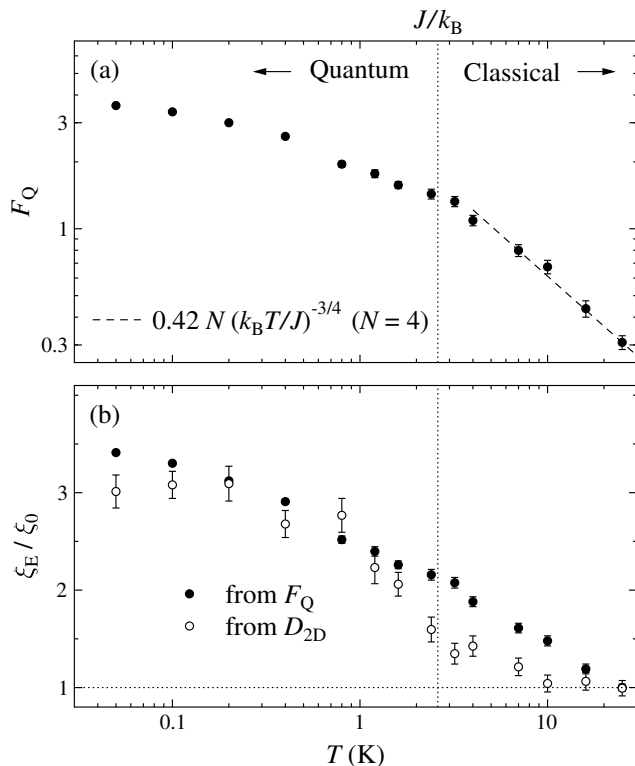 J/kB
(a)
Quantum
Classical
3
1
0.3
FQ
0.42 N (kBT/J)^-3/4 (N = 4)
(b)
3
2
1
ξE / ξ0
from FQ
from D2D
0.1
1
10
T (K)